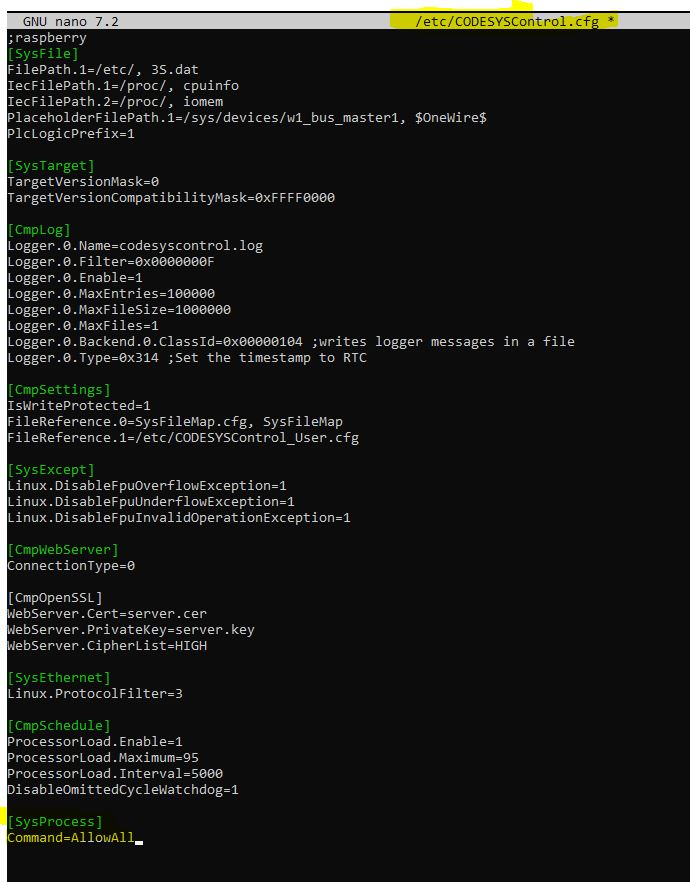 GNU nano 7.2 /etc/CODESYSControl.cfg *
;raspberry
[SysFile]
FilePath.1=/etc/, 3S.dat
IecFilePath.1=/proc/, cpuinfo
IecFilePath.2=/proc/, iomem
PlaceholderFilePath.1=/sys/devices/w1_bus_master1, $OneWire$
PlcLogicPrefix=1
[SysTarget]
TargetVersionMask=0
TargetVersionCompatibilityMask=0xFFFF0000
[CmpLog]
Logger.0.Name=codesyscontrol.log
Logger.0.Filter=0x0000000F
Logger.0.Enable=1
Logger.0.MaxEntries=100000
Logger.0.MaxFileSize=1000000
Logger.0.MaxFiles=1
Logger.0.Backend.0.ClassId=0x00000104 ;writes logger messages in a file
Logger.0.Type=0x314 ;Set the timestamp to RTC
[CmpSettings]
IsWriteProtected=1
FileReference.0=SysFileMap.cfg, SysFileMap
FileReference.1=/etc/CODESYSControl_User.cfg
[SysExcept]
Linux.DisableFpuOverflowException=1
Linux.DisableFpuUnderflowException=1
Linux.DisableFpuInvalidOperationException=1
[CmpWebServer]
ConnectionType=0
[CmpOpenSSL]
WebServer.Cert=server.cer
WebServer.PrivateKey=server.key
WebServer.CipherList=HIGH
[SysEthernet]
Linux.ProtocolFilter=3
[CmpSchedule]
ProcessorLoad.Enable=1
ProcessorLoad.Maximum=95
ProcessorLoad.Interval=5000
DisableOmittedCycleWatchdog=1
[SysProcess]
Command=AllowAll